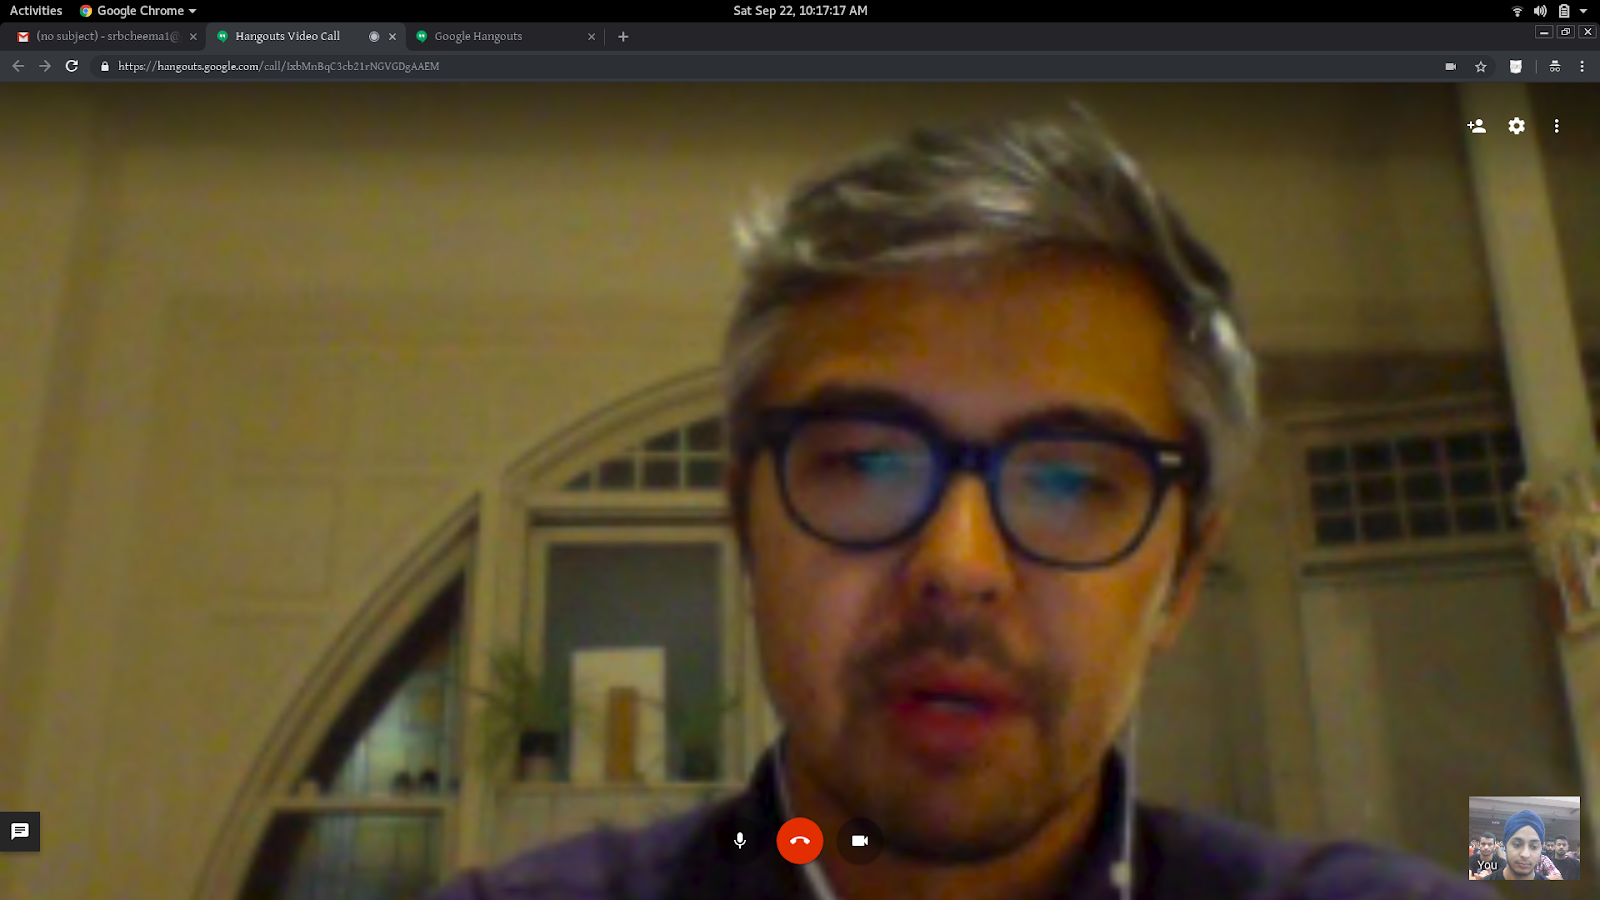 Activities Google Chrome Sat Sep 22, 10:17:17 AM
(no subject) - srbcheema1@ Hangouts Video Call Google Hangouts
https://hangouts.google.com/call/IxbMnBqC3cb21rNGVGDgAAEM
You